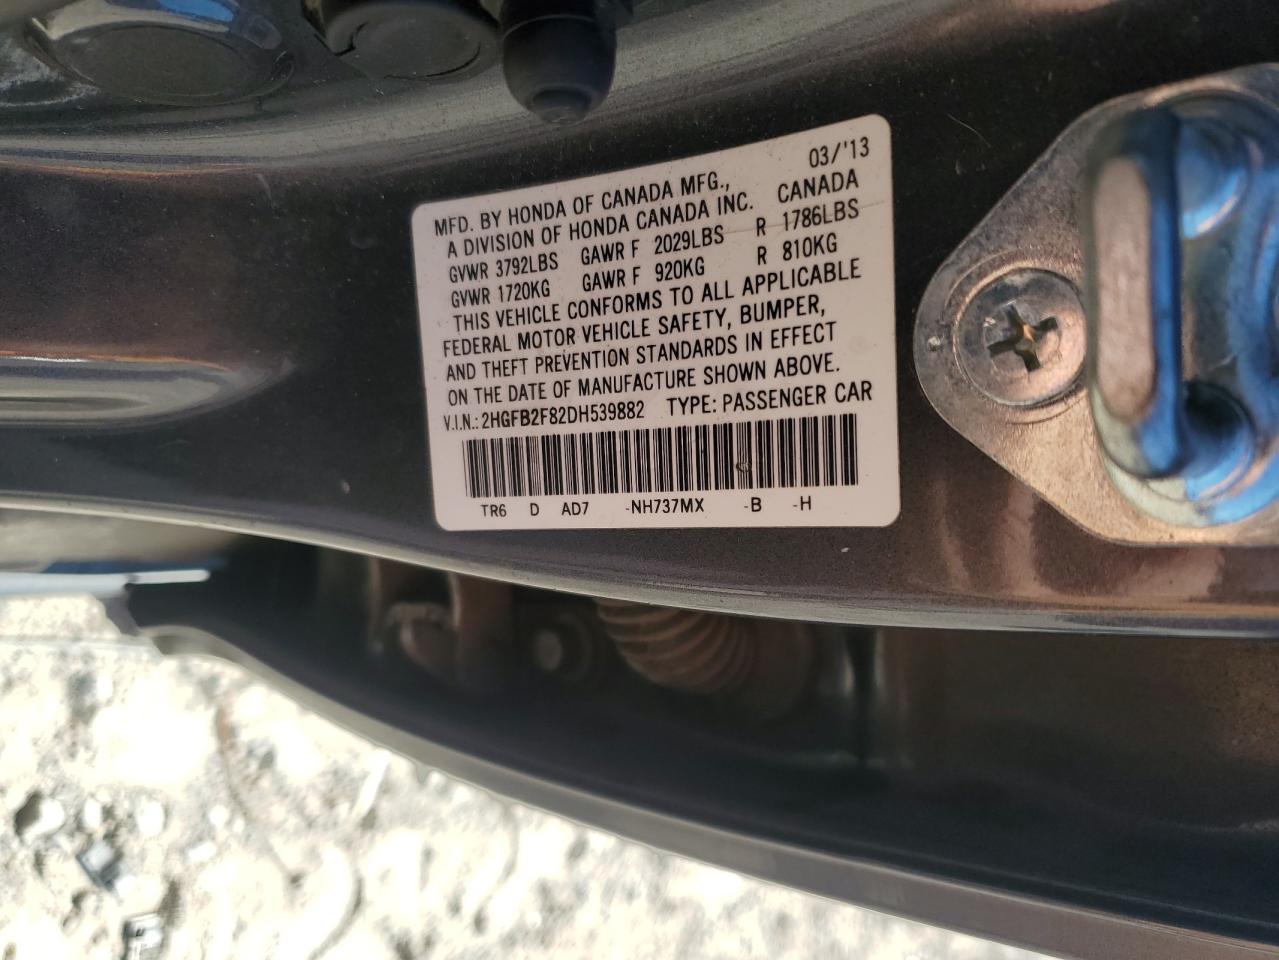 03/'13
MFD. BY HONDA OF CANADA MFG.,
A DIVISION OF HONDA CANADA INC. CANADA
GVWR 3792LBS GAWR F 2029LBS R 1786LBS
GVWR 1720KG GAWR F 920KG R 810KG
THIS VEHICLE CONFORMS TO ALL APPLICABLE
FEDERAL MOTOR VEHICLE SAFETY, BUMPER,
AND THEFT PREVENTION STANDARDS IN EFFECT
ON THE DATE OF MANUFACTURE SHOWN ABOVE.
V.I.N.: 2HGFB2F82DH539882 TYPE: PASSENGER CAR
TR6 D AD7 -NH737MX -B -H